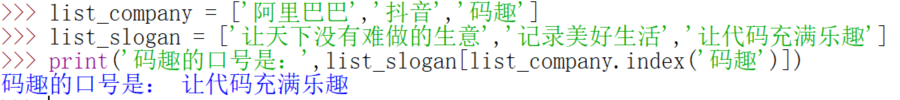 >>> list_company = ['阿里巴巴','抖音','码趣']
>>> list_slogan = ['让天下没有难做的生意','记录美好生活','让代码充满乐趣']
>>> print('码趣的口号是：',list_slogan[list_company.index('码趣')])
码趣的口号是： 让代码充满乐趣